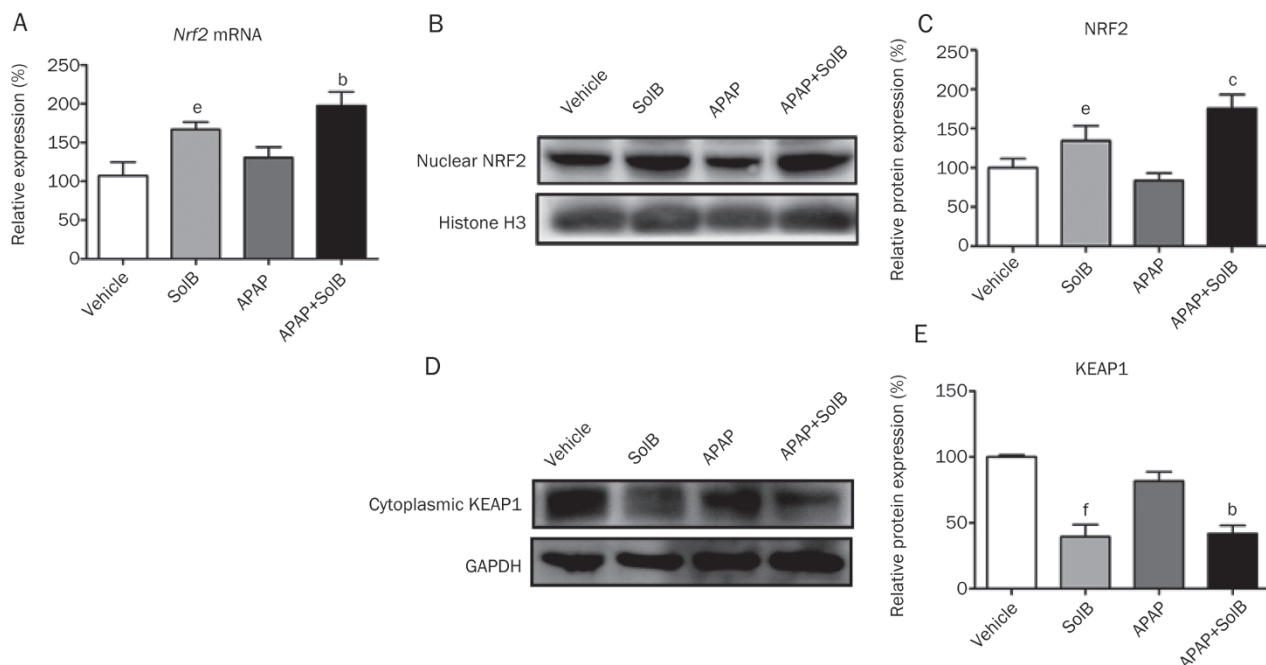 A
Nrf2 mRNA
Relative expression (%)
250
200
150
100
50
0
e
b
Vehicle
SolB
APAP
APAP+SolB
B
Vehicle
SolB
APAP
APAP+SolB
Nuclear NRF2
Histone H3
C
NRF2
Relative protein expression (%)
250
200
150
100
50
0
e
c
Vehicle
SolB
APAP
APAP+SolB
D
Vehicle
SolB
APAP
APAP+SolB
Cytoplasmic KEAP1
GAPDH
E
KEAP1
Relative protein expression (%)
150
100
50
0
f
b
Vehicle
SolB
APAP
APAP+SolB